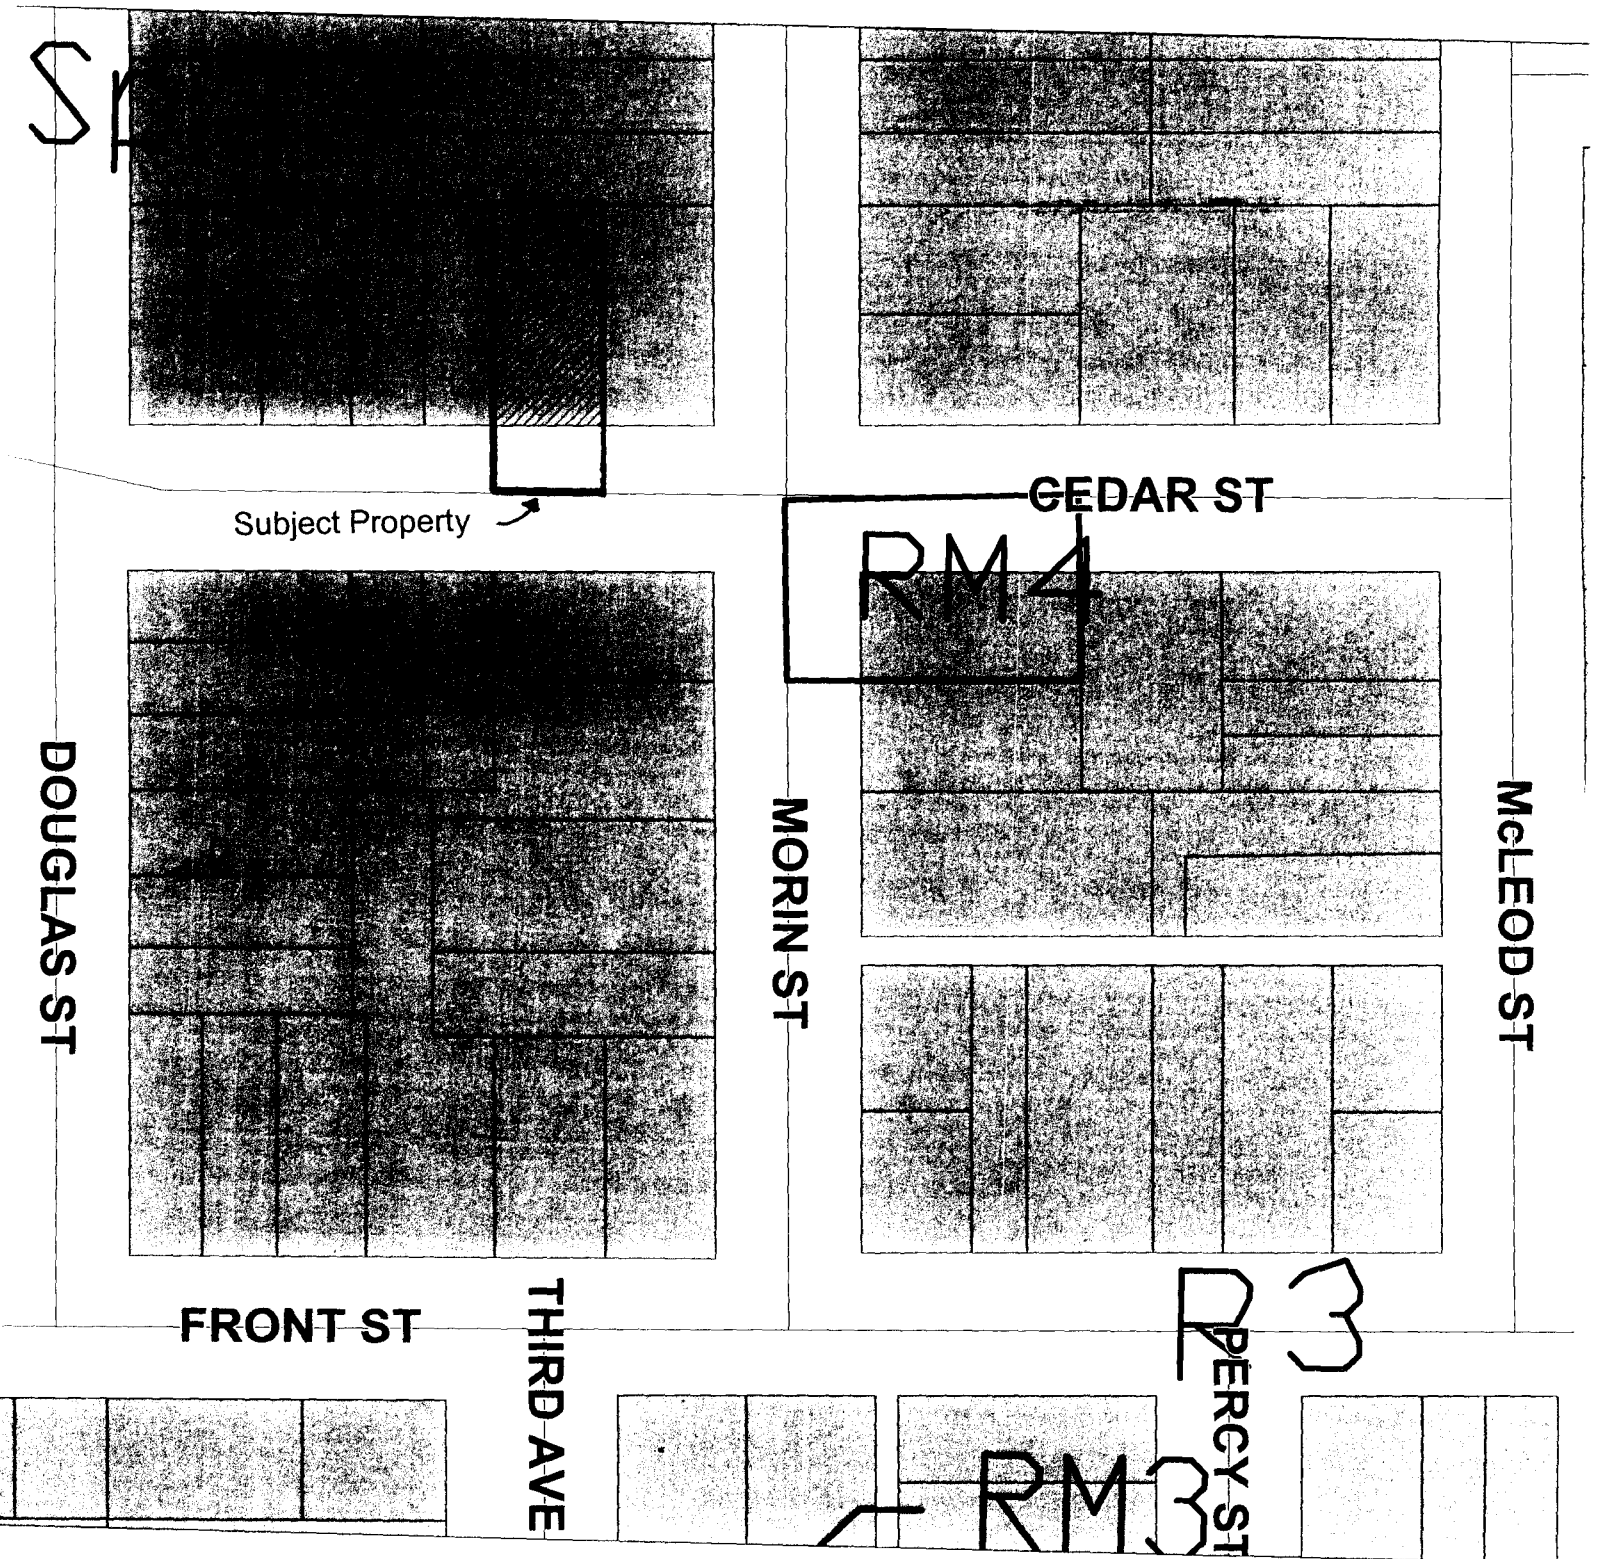 CEDAR ST
Subject Property
RM4
DOUGLAS ST
MORIN ST
McLEOD ST
R3
FRONT ST
THIRD AVE
PERCY ST
RM3